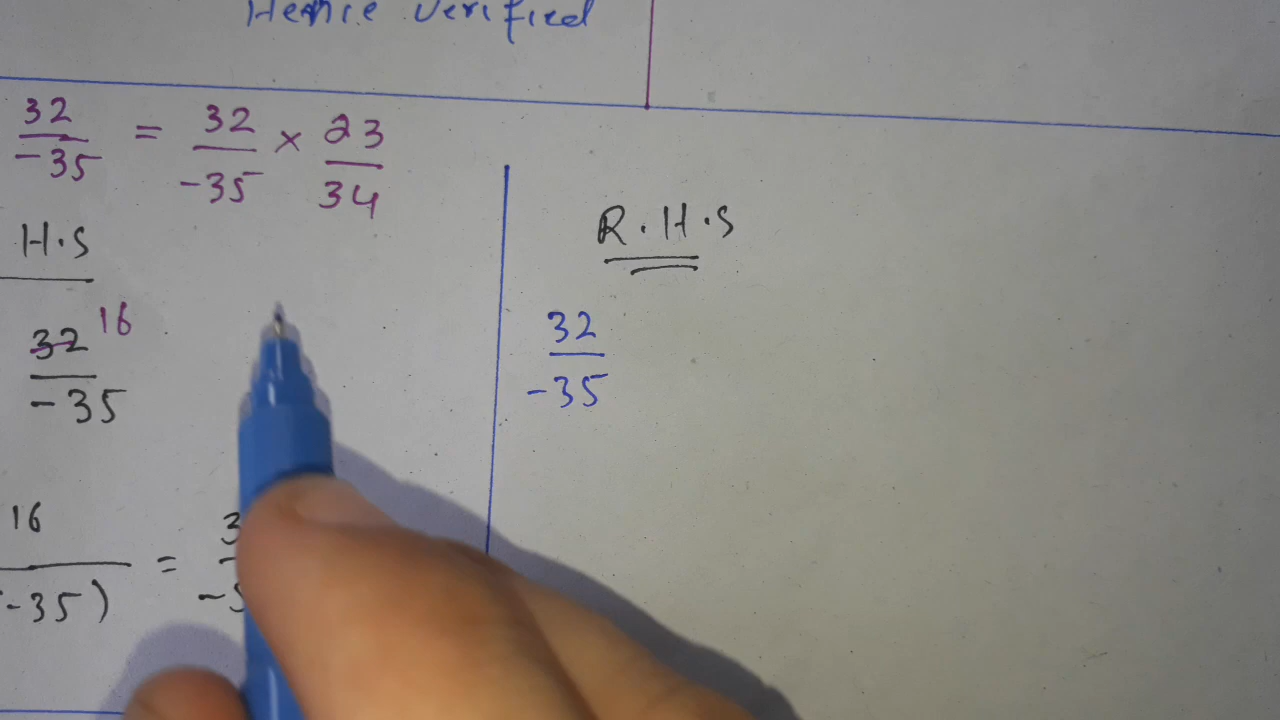 Hence verified
32/-35 = 32/-35 × 23/34
H.S
R.H.S
32 16/-35
32/-35
16/-35) =